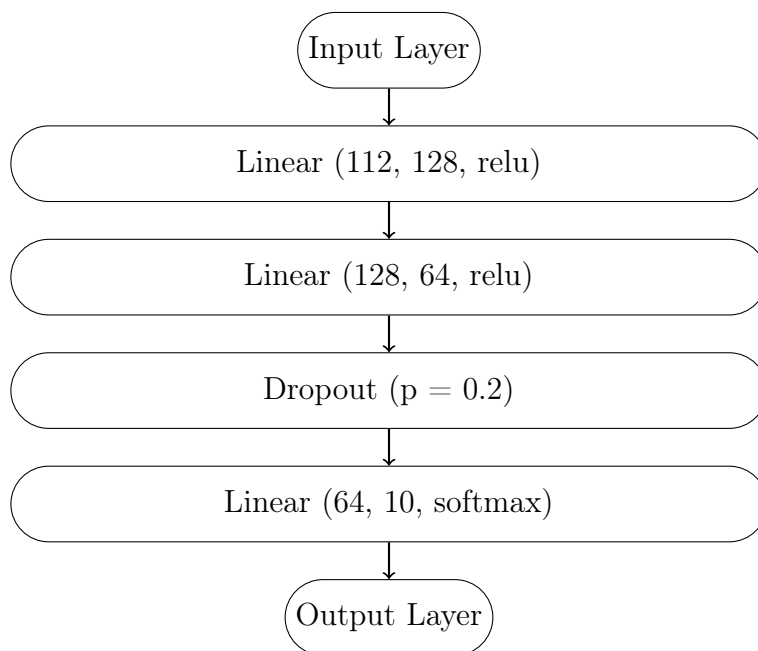 Input Layer
Linear (112, 128, relu)
Linear (128, 64, relu)
Dropout (p = 0.2)
Linear (64, 10, softmax)
Output Layer